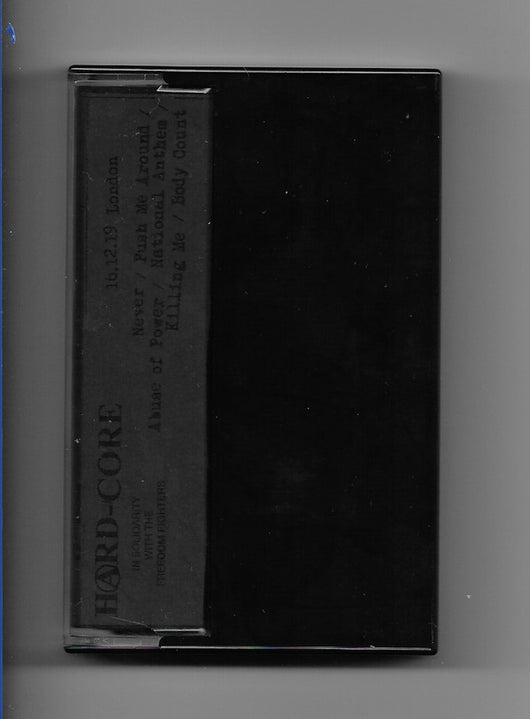 H@RD-CORE
IN SOLIDARITY
WITH THE
FREEDOM FIGHTERS
16.12.19 London
Never / Push Me Around /
Abuse of Power / National Anthem /
Killing Me / Body Count